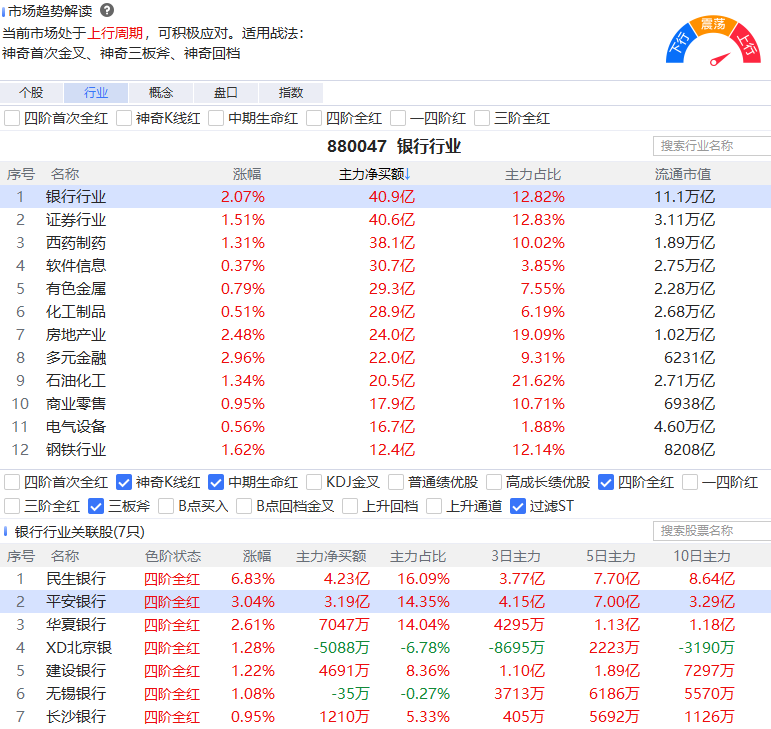 市场趋势解读 ?
当前市场处于上行周期，可积极应对。适用战法：
神奇首次金叉、神奇三板斧、神奇回档
下行 震荡 上行
个股 行业 概念 盘口 指数
四阶首次全红 神奇K线红 中期生命红 四阶全红 一四阶红 三阶全红
880047 银行行业 搜索行业名称
序号 名称 涨幅 主力净买额↓ 主力占比 流通市值
1 银行行业 2.07% 40.9亿 12.82% 11.1万亿
2 证券行业 1.51% 40.6亿 12.83% 3.11万亿
3 西药制药 1.31% 38.1亿 10.02% 1.89万亿
4 软件信息 0.37% 30.7亿 3.85% 2.75万亿
5 有色金属 0.79% 29.3亿 7.55% 2.28万亿
6 化工制品 0.51% 28.9亿 6.19% 2.68万亿
7 房地产业 2.48% 24.0亿 19.09% 1.02万亿
8 多元金融 2.96% 22.0亿 9.31% 6231亿
9 石油化工 1.34% 20.5亿 21.62% 2.71万亿
10 商业零售 0.95% 17.9亿 10.71% 6938亿
11 电气设备 0.56% 16.7亿 1.88% 4.60万亿
12 钢铁行业 1.62% 12.4亿 12.14% 8208亿
四阶首次全红 神奇K线红 中期生命红 KDJ金叉 普通绩优股 高成长绩优股 四阶全红 一四阶红
三阶全红 三板斧 B点买入 B点回档金叉 上升回档 上升通道 过滤ST
银行行业关联股(7只) 搜索股票名称
序号 名称 色阶状态 涨幅 主力净买额 主力占比 3日主力 5日主力 10日主力
1 民生银行 四阶全红 6.83% 4.23亿 16.09% 3.77亿 7.70亿 8.64亿
2 平安银行 四阶全红 3.04% 3.19亿 14.35% 4.15亿 7.00亿 3.29亿
3 华夏银行 四阶全红 2.61% 7047万 14.04% 4295万 1.13亿 1.18亿
4 XD北京银 四阶全红 1.28% -5088万 -6.78% -8695万 2223万 -3190万
5 建设银行 四阶全红 1.22% 4691万 8.36% 1.10亿 1.89亿 7297万
6 无锡银行 四阶全红 1.08% -35万 -0.27% 3713万 6186万 5570万
7 长沙银行 四阶全红 0.95% 1210万 5.33% 405万 5692万 1126万